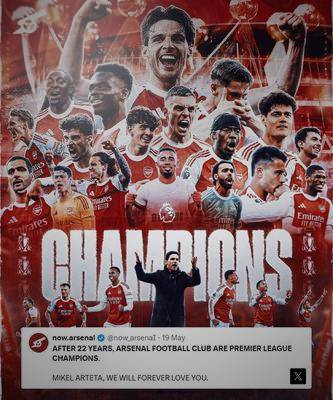 CHAMPIONS
now.arsenal @now_arsenal1 · 19 May
AFTER 22 YEARS, ARSENAL FOOTBALL CLUB ARE PREMIER LEAGUE
CHAMPIONS.
MIKEL ARTETA, WE WILL FOREVER LOVE YOU.